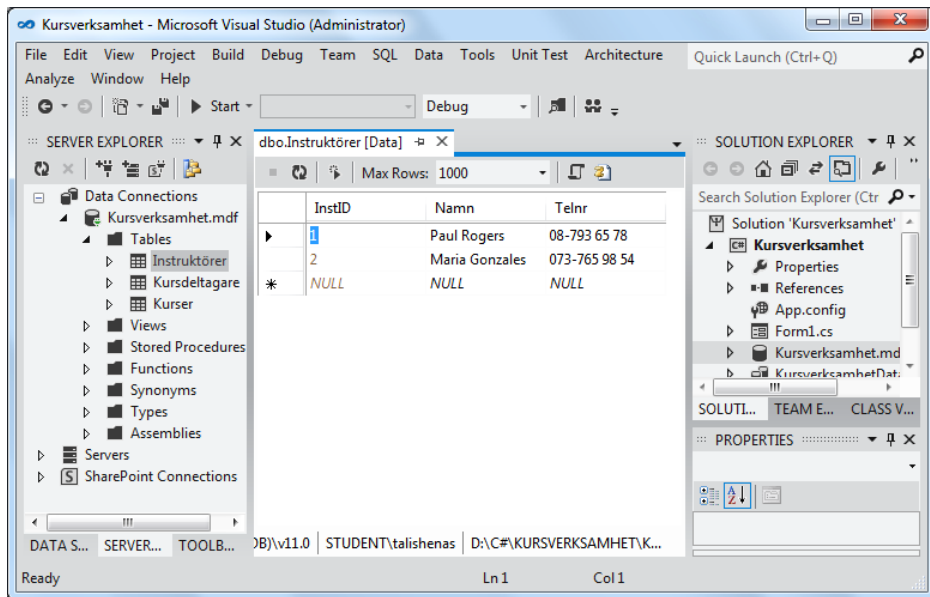 Kursverksamhet - Microsoft Visual Studio (Administrator)
File Edit View Project Build Debug Team SQL Data Tools Unit Test Architecture
Quick Launch (Ctrl+Q)
Analyze Window Help
Start
Debug
SERVER EXPLORER
Data Connections
Kursverksamhet.mdf
Tables
Instruktörer
Kursdeltagare
Kurser
Views
Stored Procedures
Functions
Synonyms
Types
Assemblies
Servers
SharePoint Connections
DATA S... SERVER... TOOLB...
dbo.Instruktörer [Data]
Max Rows: 1000
InstID Namn Telnr
1 Paul Rogers 08-793 65 78
2 Maria Gonzales 073-765 98 54
NULL NULL NULL
DB)\v11.0 STUDENT\talishenas D:\C#\KURSVERKSAMHET\K...
SOLUTION EXPLORER
Search Solution Explorer (Ctr
Solution 'Kursverksamhet'
C# Kursverksamhet
Properties
References
App.config
Form1.cs
Kursverksamhet.md
KursverksamhetData
SOLUTI... TEAM E... CLASS V...
PROPERTIES
Ready Ln 1 Col 1